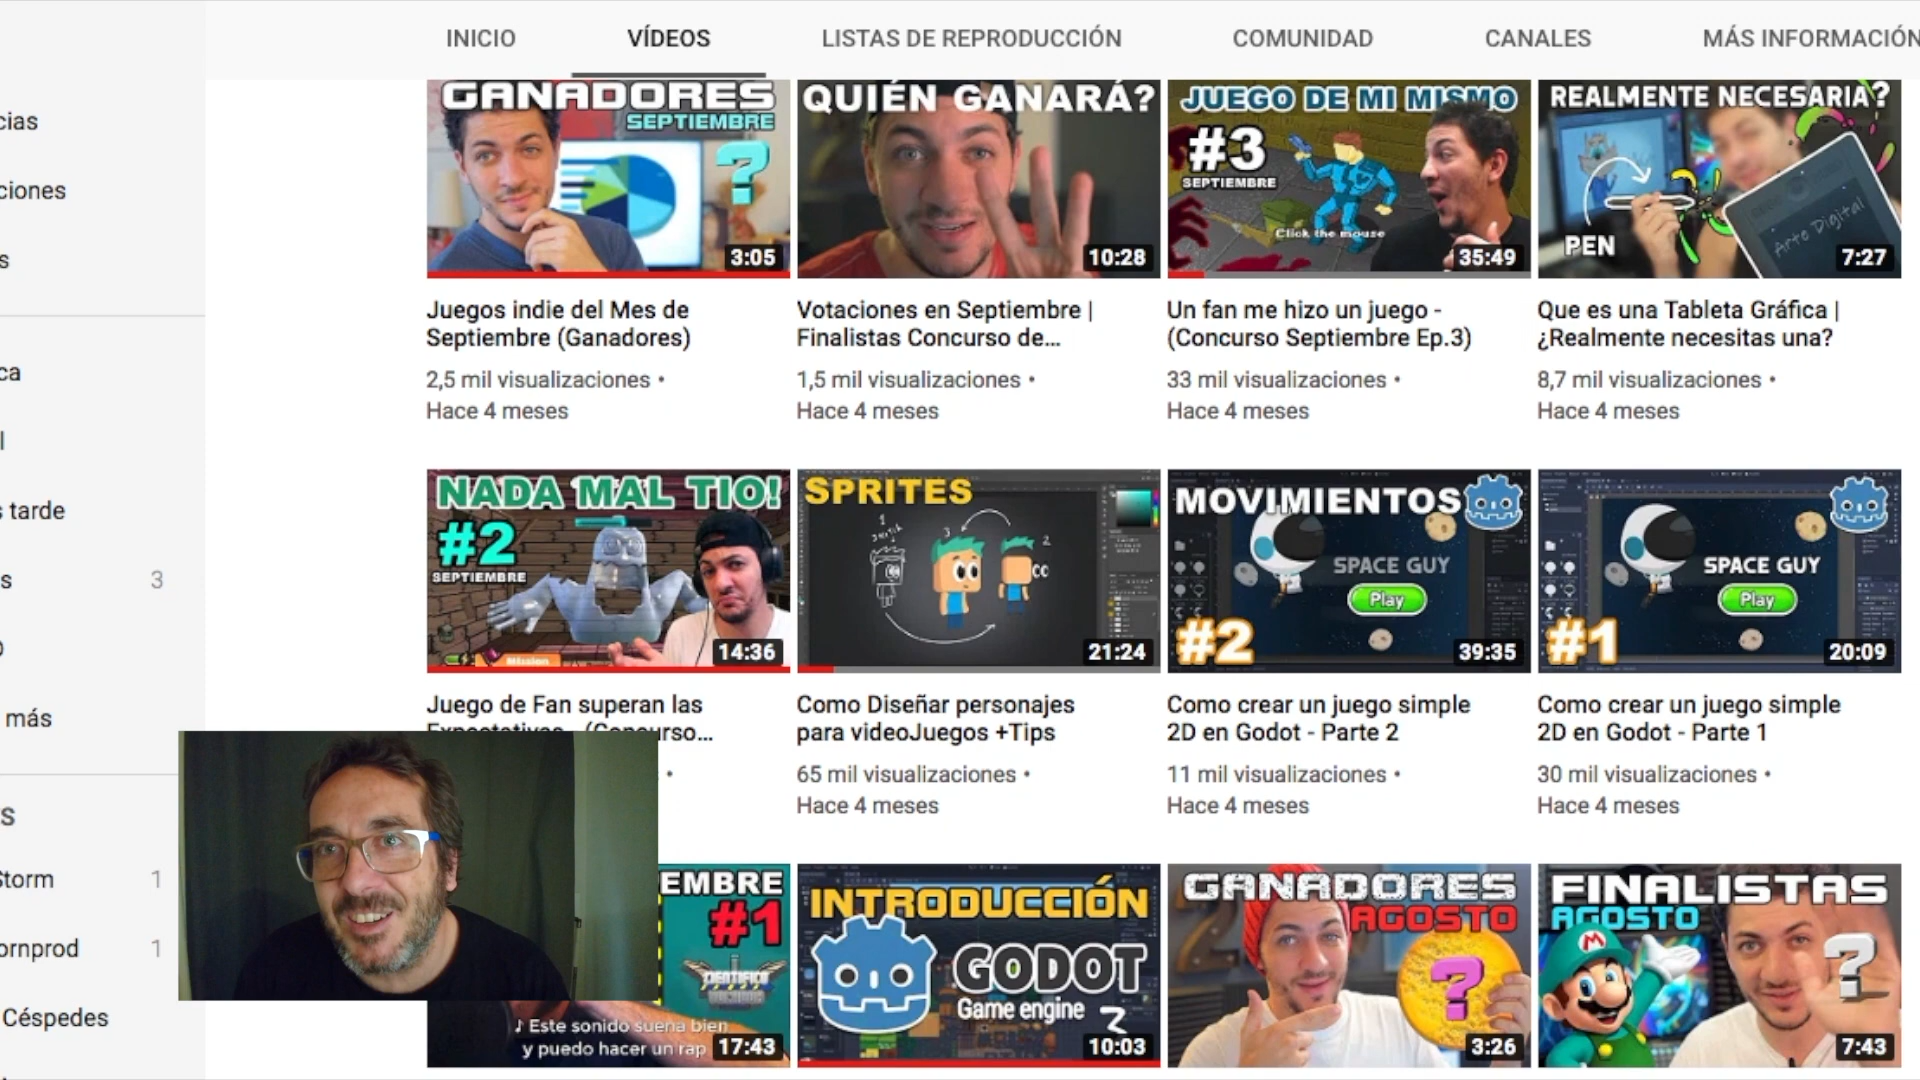 INICIO
VÍDEOS
LISTAS DE REPRODUCCIÓN
COMUNIDAD
CANALES
MÁS INFORMACIÓN
cias
ciones
s
ca
l
s tarde
s 3
más
S
Storm 1
ornprod 1
Céspedes
GANADORES
SEPTIEMBRE
?
3:05
Juegos indie del Mes de
Septiembre (Ganadores)
2,5 mil visualizaciones •
Hace 4 meses
QUIÉN GANARÁ?
10:28
Votaciones en Septiembre |
Finalistas Concurso de...
1,5 mil visualizaciones •
Hace 4 meses
JUEGO DE MI MISMO
#3
SEPTIEMBRE
Click the mouse
35:49
Un fan me hizo un juego -
(Concurso Septiembre Ep.3)
33 mil visualizaciones •
Hace 4 meses
REALMENTE NECESARIA?
Arte Digital
PEN
7:27
Que es una Tableta Gráfica |
¿Realmente necesitas una?
8,7 mil visualizaciones •
Hace 4 meses
NADA MAL TIO!
#2
SEPTIEMBRE
Mission
14:36
Juego de Fan superan las
Expectativas - (Concurso...
•
SPRITES
1
3
2
21:24
Como Diseñar personajes
para videoJuegos +Tips
65 mil visualizaciones •
Hace 4 meses
MOVIMIENTOS
SPACE GUY
Play
#2
39:35
Como crear un juego simple
2D en Godot - Parte 2
11 mil visualizaciones •
Hace 4 meses
SPACE GUY
Play
#1
20:09
Como crear un juego simple
2D en Godot - Parte 1
30 mil visualizaciones •
Hace 4 meses
EMBRE
#1
CIENTIFICO
♪ Este sonido suena bien
y puedo hacer un rap
17:43
INTRODUCCIÓN
GODOT
Game engine
10:03
GANADORES
AGOSTO
?
3:26
FINALISTAS
AGOSTO
M
?
7:43